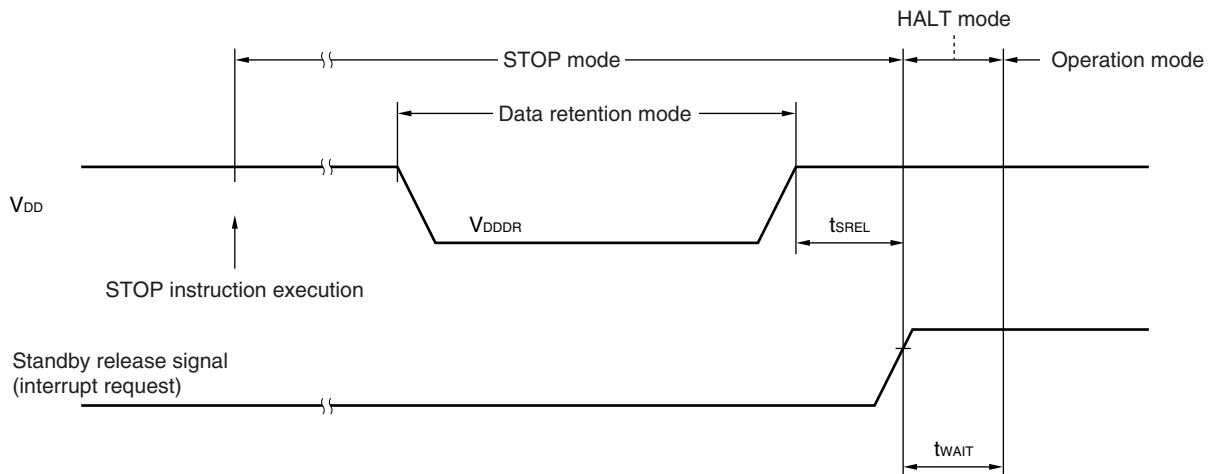 HALT mode
STOP mode
Operation mode
Data retention mode
VDD
VDDDR
tSREL
STOP instruction execution
Standby release signal
(interrupt request)
tWAIT